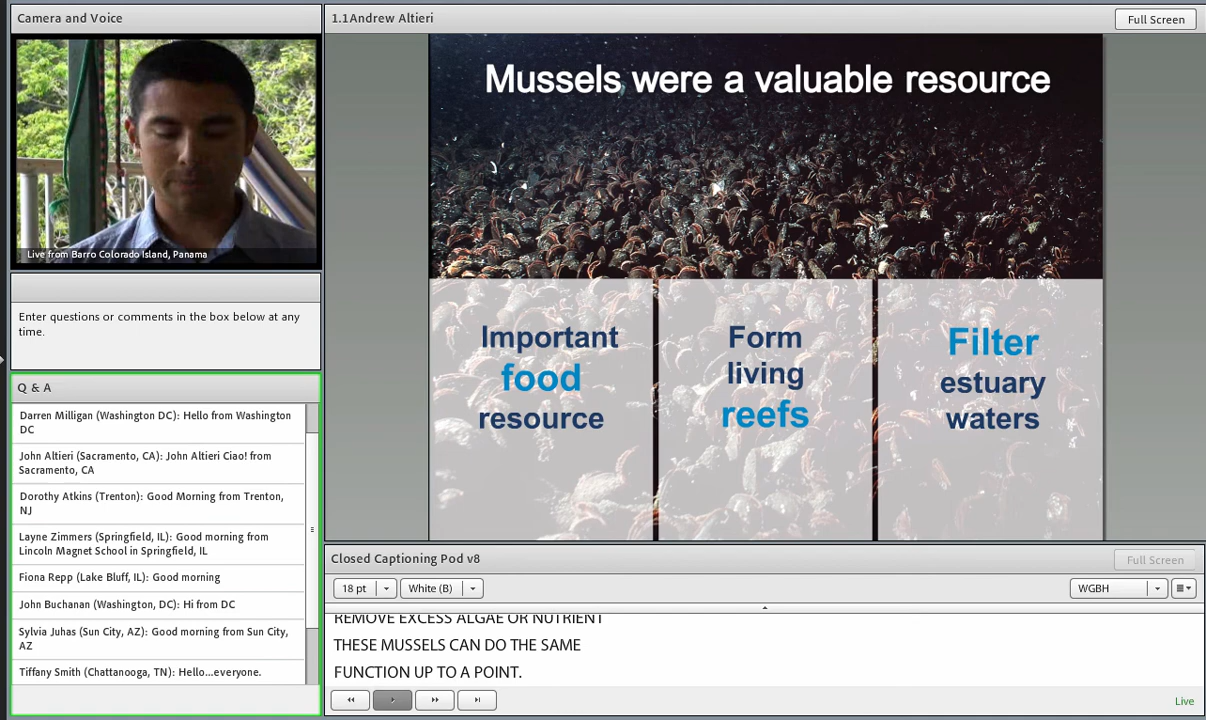 Camera and Voice
Live from Barro Colorado Island, Panama
Enter questions or comments in the box below at any
time.
Q & A
Darren Milligan (Washington DC): Hello from Washington
DC
John Altieri (Sacramento, CA): John Altieri Ciao! from
Sacramento, CA
Dorothy Atkins (Trenton): Good Morning from Trenton,
NJ
Layne Zimmers (Springfield, IL): Good morning from
Lincoln Magnet School in Springfield, IL
Fiona Repp (Lake Bluff, IL): Good morning
John Buchanan (Washington, DC): Hi from DC
Sylvia Juhas (Sun City, AZ): Good morning from Sun City,
AZ
Tiffany Smith (Chattanooga, TN): Hello...everyone.
1.1Andrew Altieri
Full Screen
Mussels were a valuable resource
Important
food
resource
Form
living
reefs
Filter
estuary
waters
Closed Captioning Pod v8
Full Screen
18 pt
White (B)
WGBH
REMOVE EXCESS ALGAE OR NUTRIENT
THESE MUSSELS CAN DO THE SAME
FUNCTION UP TO A POINT.
Live